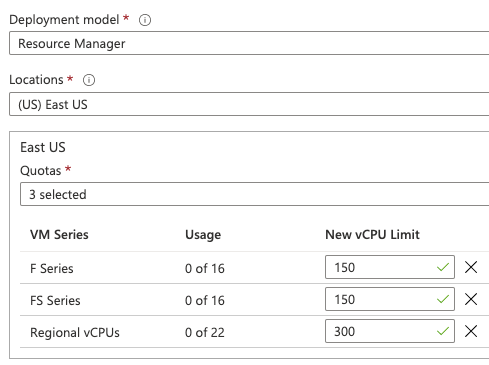 Deployment model *
Resource Manager
Locations *
(US) East US
East US
Quotas *
3 selected
VM Series Usage New vCPU Limit
F Series 0 of 16 150
FS Series 0 of 16 150
Regional vCPUs 0 of 22 300